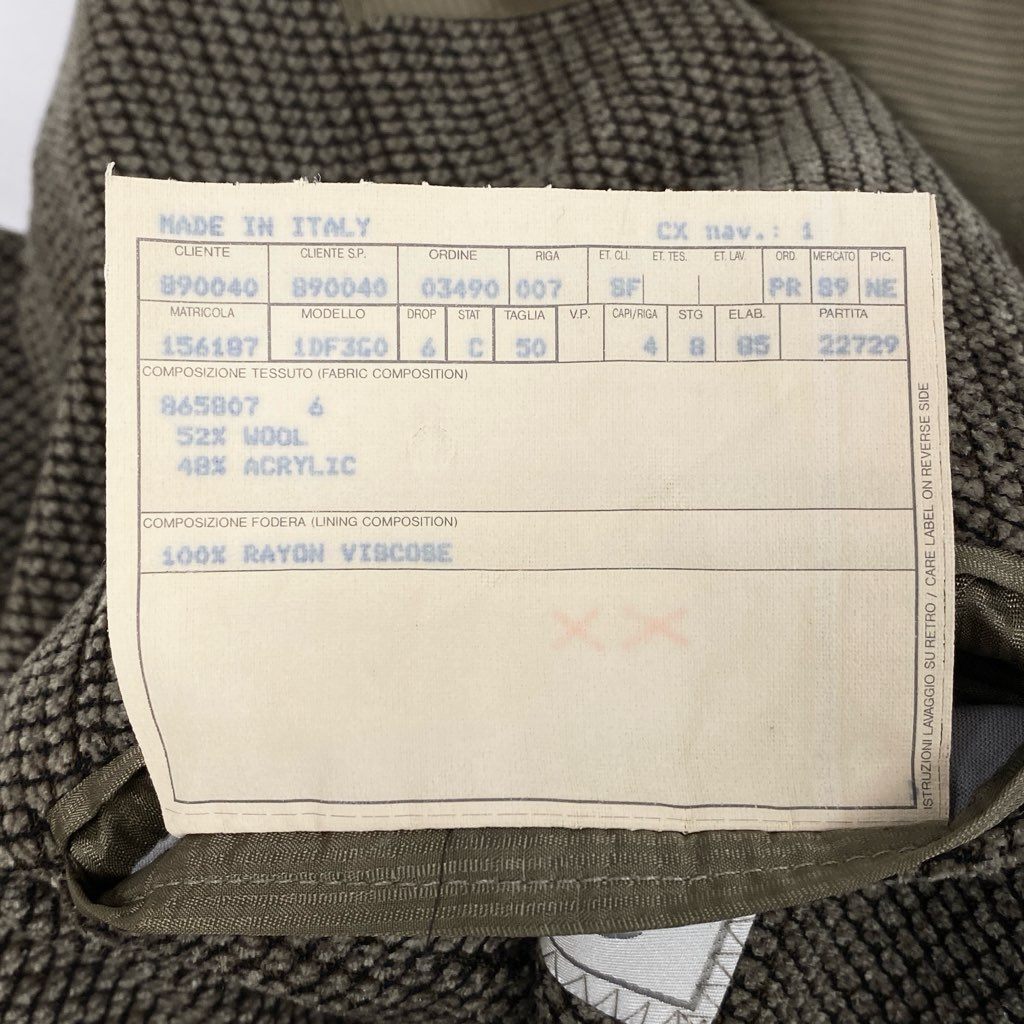 MADE IN ITALY CX nav.: 1
CLIENTE CLIENTE S.P. ORDINE RIGA ET. CLI. ET. TES. ET. LAV. ORD. MERCATO PIC.
890040 890040 03490 007 SF PR 89 NE
MATRICOLA MODELLO DROP STAT TAGLIA V.P. CAPI/RIGA STG ELAB. PARTITA
156187 1DF3G0 6 C 50 4 8 85 22729
COMPOSIZIONE TESSUTO (FABRIC COMPOSITION)
865807 6
52% WOOL
48% ACRYLIC
COMPOSIZIONE FODERA (LINING COMPOSITION)
100% RAYON VISCOSE
XX
ISTRUZIONI LAVAGGIO SU RETRO / CARE LABEL ON REVERSE SIDE